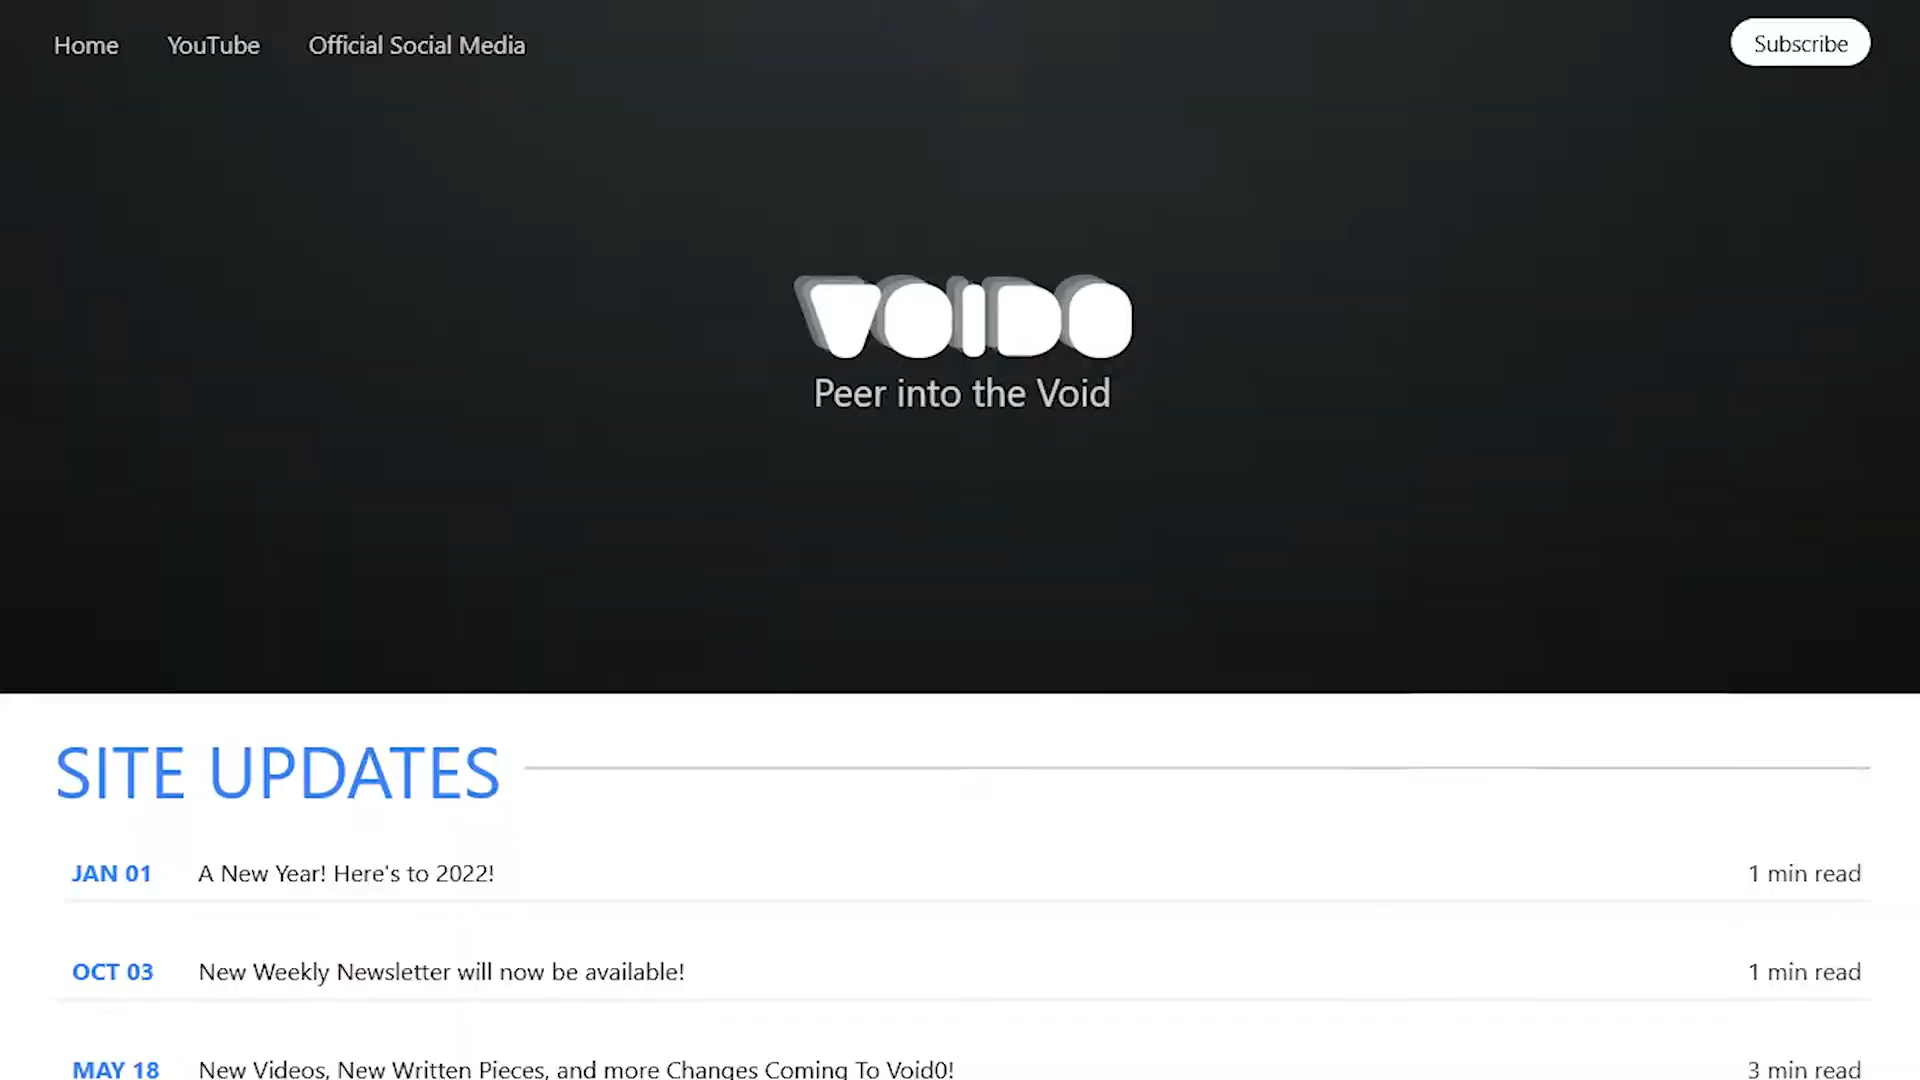 Home YouTube Official Social Media Subscribe
VOID0
Peer into the Void
SITE UPDATES
JAN 01 A New Year! Here's to 2022! 1 min read
OCT 03 New Weekly Newsletter will now be available! 1 min read
MAY 18 New Videos, New Written Pieces, and more Changes Coming To Void0! 3 min read